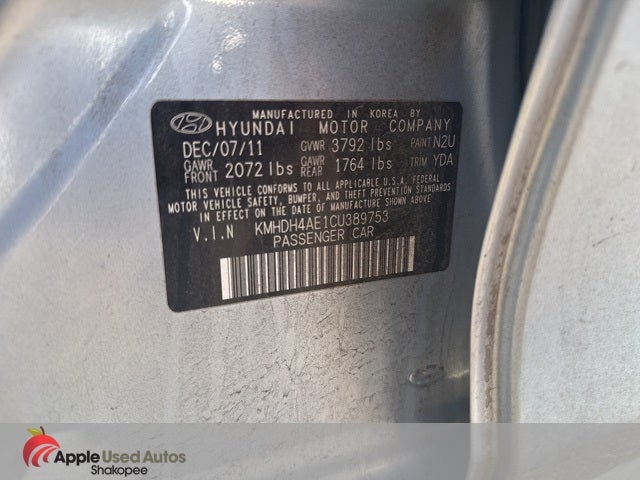 MANUFACTURED IN KOREA BY
HYUNDAI MOTOR COMPANY
DEC/07/11 GVWR 3792 lbs PAINT N2U
GAWR FRONT 2072 lbs GAWR REAR 1764 lbs TRIM YDA
THIS VEHICLE CONFORMS TO ALL APPLICABLE U.S.A. FEDERAL
MOTOR VEHICLE SAFETY, BUMPER, AND THEFT PREVENTION
STANDARDS IN EFFECT ON THE DATE OF MANUFACTURE SHOWN ABOVE
V.I.N KMHDH4AE1CU389753
PASSENGER CAR
Apple Used Autos
Shakopee